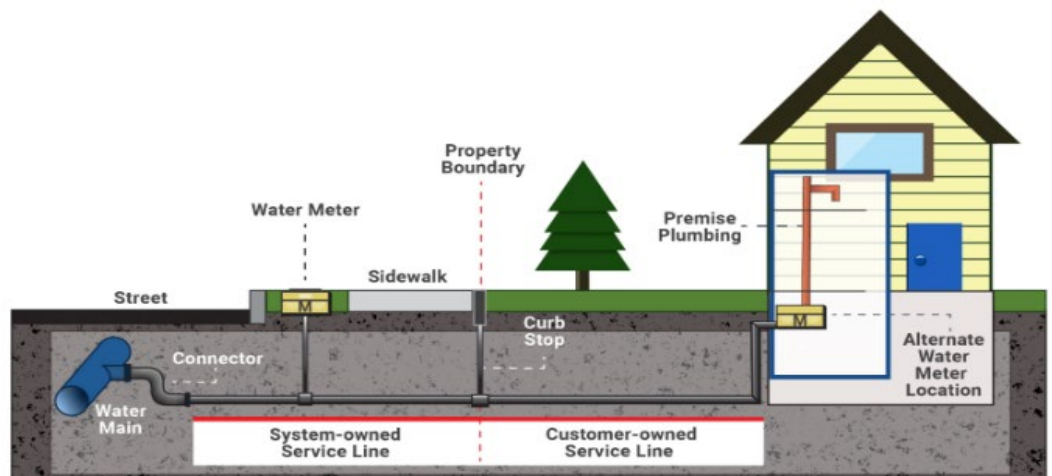 Property
Boundary
Water Meter
Premise
Plumbing
Sidewalk
Street
M
M
Curb
Stop
Connector
Alternate
Water
Meter
Location
Water
Main
System-owned
Service Line
Customer-owned
Service Line